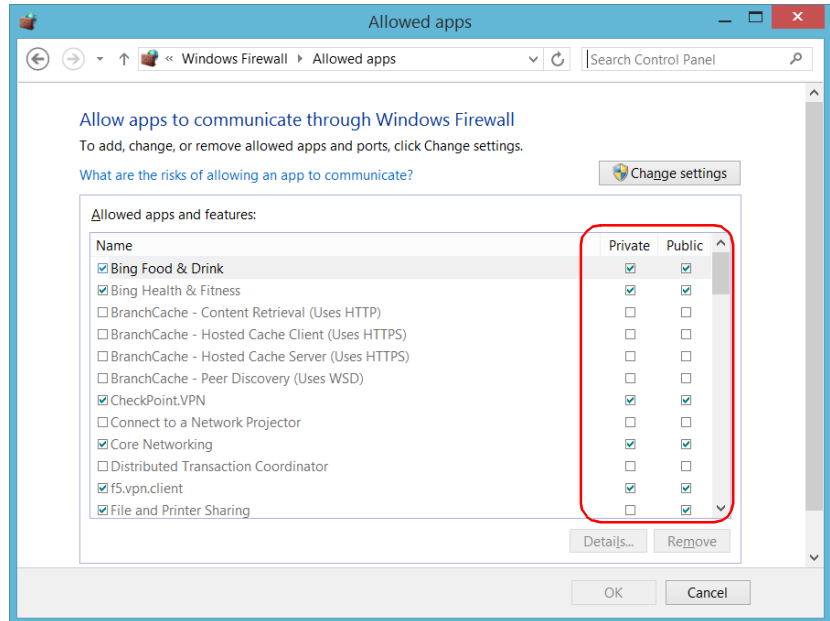 Allowed apps
« Windows Firewall ▸ Allowed apps
Search Control Panel
Allow apps to communicate through Windows Firewall
To add, change, or remove allowed apps and ports, click Change settings.
What are the risks of allowing an app to communicate?
Change settings
Allowed apps and features:
Name Private Public
Bing Food & Drink
Bing Health & Fitness
BranchCache - Content Retrieval (Uses HTTP)
BranchCache - Hosted Cache Client (Uses HTTPS)
BranchCache - Hosted Cache Server (Uses HTTPS)
BranchCache - Peer Discovery (Uses WSD)
CheckPoint.VPN
Connect to a Network Projector
Core Networking
Distributed Transaction Coordinator
f5.vpn.client
File and Printer Sharing
Details... Remove
OK Cancel